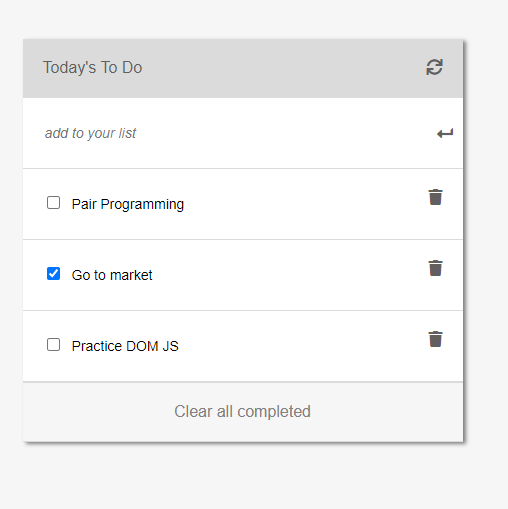 Today's To Do
add to your list
Pair Programming
Go to market
Practice DOM JS
Clear all completed